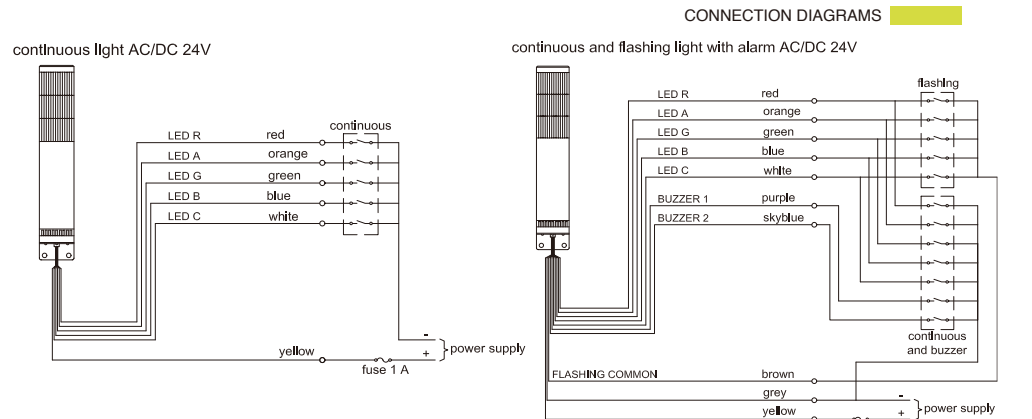 CONNECTION DIAGRAMS
continuous light AC/DC 24V
LED R red
LED A orange
LED G green
LED B blue
LED C white
continuous
yellow
fuse 1 A
-
+
power supply
continuous and flashing light with alarm AC/DC 24V
flashing
LED R red
LED A orange
LED G green
LED B blue
LED C white
BUZZER 1 purple
BUZZER 2 skyblue
continuous
and buzzer
FLASHING COMMON brown
grey
yellow
-
+
power supply